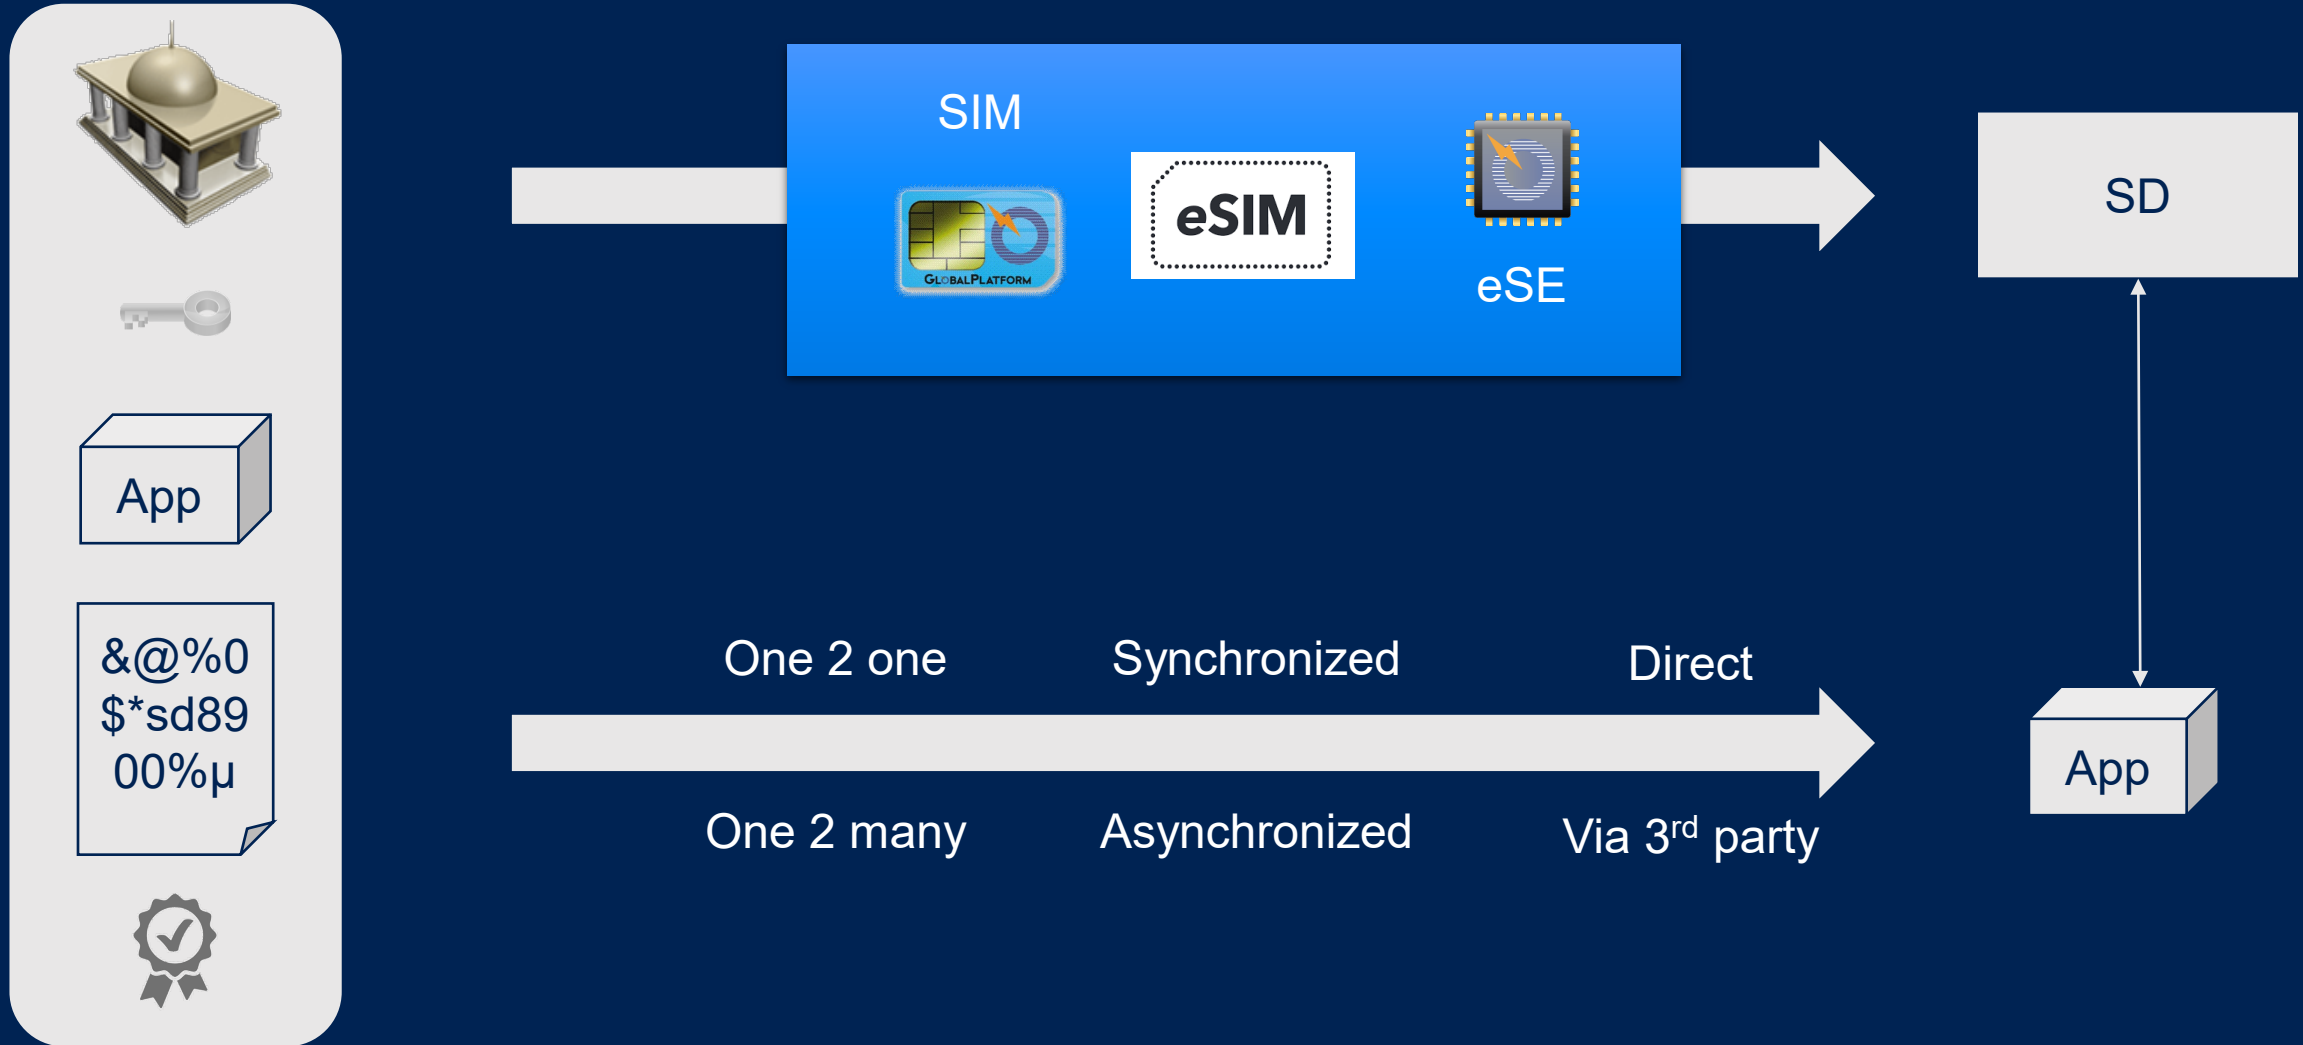 App
&@%0
$*sd89
00%µ
SIM
GLOBALPLATFORM
eSIM
eSE
SD
One 2 one
Synchronized
Direct
One 2 many
Asynchronized
Via 3rd party
App